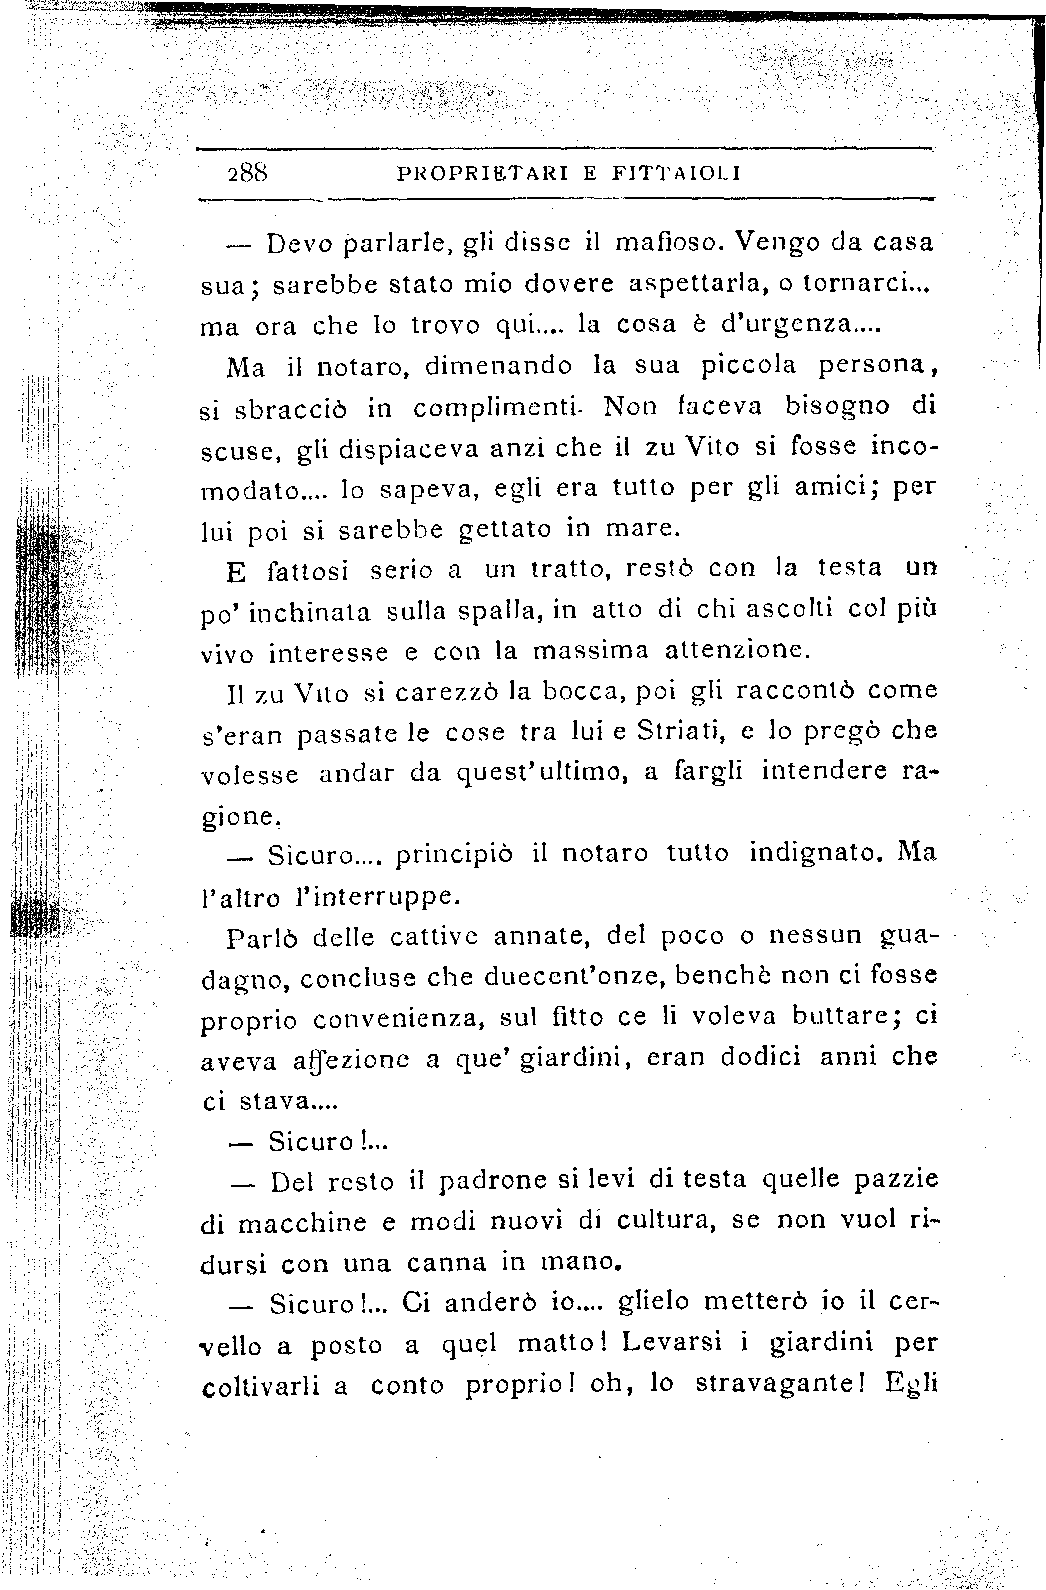 288 PROPRIETARI E FITTAIOLI
— Devo parlarle, gli disse il mafioso. Vengo da casa
sua; sarebbe stato mio dovere aspettarla, o tornarci...
ma ora che lo trovo qui.... la cosa è d'urgenza....
Ma il notaro, dimenando la sua piccola persona,
si sbracciò in complimenti. Non faceva bisogno di
scuse, gli dispiaceva anzi che il zu Vito si fosse inco-
modato.... lo sapeva, egli era tutto per gli amici; per
lui poi si sarebbe gettato in mare.
E fattosi serio a un tratto, restò con la testa un
po' inchinata sulla spalla, in atto di chi ascolti col più
vivo interesse e con la massima attenzione.
Il zu Vito si carezzò la bocca, poi gli raccontò come
s'eran passate le cose tra lui e Striati, e lo pregò che
volesse andar da quest'ultimo, a fargli intendere ra-
gione.
— Sicuro.... principiò il notaro tutto indignato. Ma
l'altro l'interruppe.
Parlò delle cattive annate, del poco o nessun gua-
dagno, concluse che duecent'onze, benchè non ci fosse
proprio convenienza, sul fitto ce li voleva buttare; ci
aveva affezione a que' giardini, eran dodici anni che
ci stava....
— Sicuro!...
— Del resto il padrone si levi di testa quelle pazzie
di macchine e modi nuovi di cultura, se non vuol ri-
dursi con una canna in mano.
— Sicuro!... Ci anderò io.... glielo metterò io il cer-
vello a posto a quel matto! Levarsi i giardini per
coltivarli a conto proprio! oh, lo stravagante! Egli